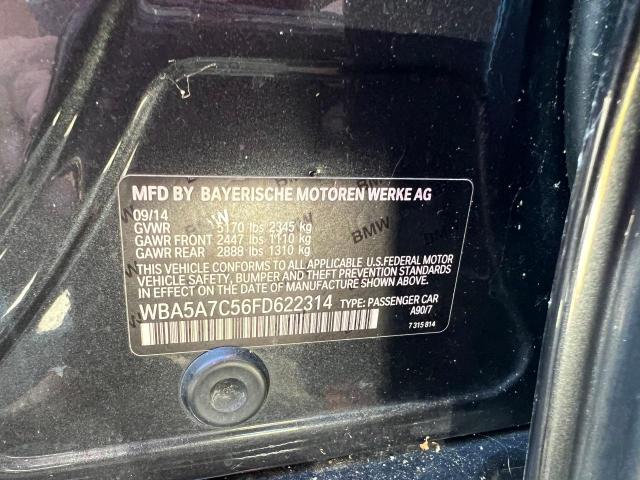 MFD BY BAYERISCHE MOTOREN WERKE AG
09/14
GVWR 5170 lbs 2345 kg
GAWR FRONT 2447 lbs 1110 kg
GAWR REAR 2888 lbs 1310 kg
THIS VEHICLE CONFORMS TO ALL APPLICABLE U.S.FEDERAL MOTOR
VEHICLE SAFETY, BUMPER AND THEFT PREVENTION STANDARDS
IN EFFECT ON THE DATE OF MANUFACTURE SHOWN ABOVE.
WBA5A7C56FD622314 TYPE: PASSENGER CAR
A90/7
7 315 814
BMW
BMW
BMW